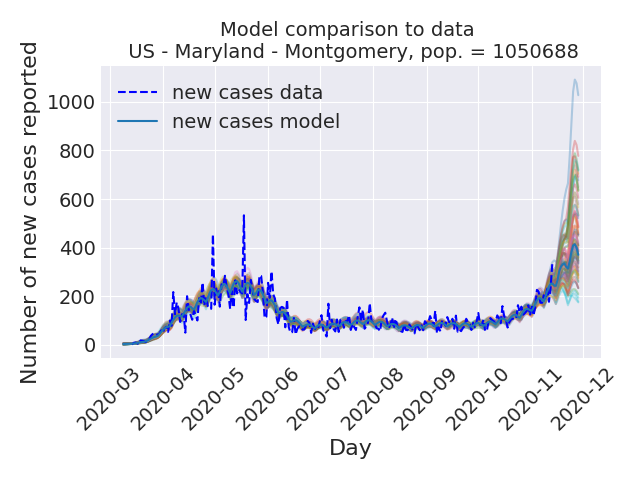 Model comparison to data
US - Maryland - Montgomery, pop. = 1050688
Number of new cases reported
1000
800
600
400
200
0
new cases data
new cases model
2020-03
2020-04
2020-05
2020-06
2020-07
2020-08
2020-09
2020-10
2020-11
2020-12
Day